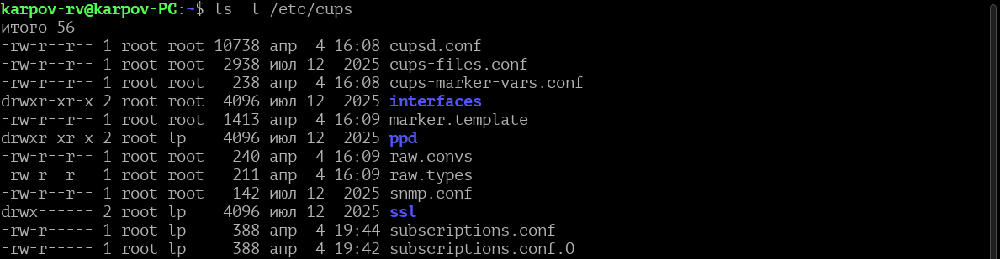 karpov-rv@karpov-PC:~$ ls -l /etc/cups
итого 56
-rw-r--r-- 1 root root 10738 апр  4 16:08 cupsd.conf
-rw-r--r-- 1 root root  2938 июл 12  2025 cups-files.conf
-rw-r--r-- 1 root root   238 апр  4 16:08 cups-marker-vars.conf
drwxr-xr-x 2 root root  4096 июл 12  2025 interfaces
-rw-r--r-- 1 root root  1413 апр  4 16:09 marker.template
drwxr-xr-x 2 root lp    4096 июл 12  2025 ppd
-rw-r--r-- 1 root root   240 апр  4 16:09 raw.convs
-rw-r--r-- 1 root root   211 апр  4 16:09 raw.types
-rw-r--r-- 1 root root   142 июл 12  2025 snmp.conf
drwx------ 2 root lp    4096 июл 12  2025 ssl
-rw-r----- 1 root lp     388 апр  4 19:44 subscriptions.conf
-rw-r----- 1 root lp     388 апр  4 19:42 subscriptions.conf.O